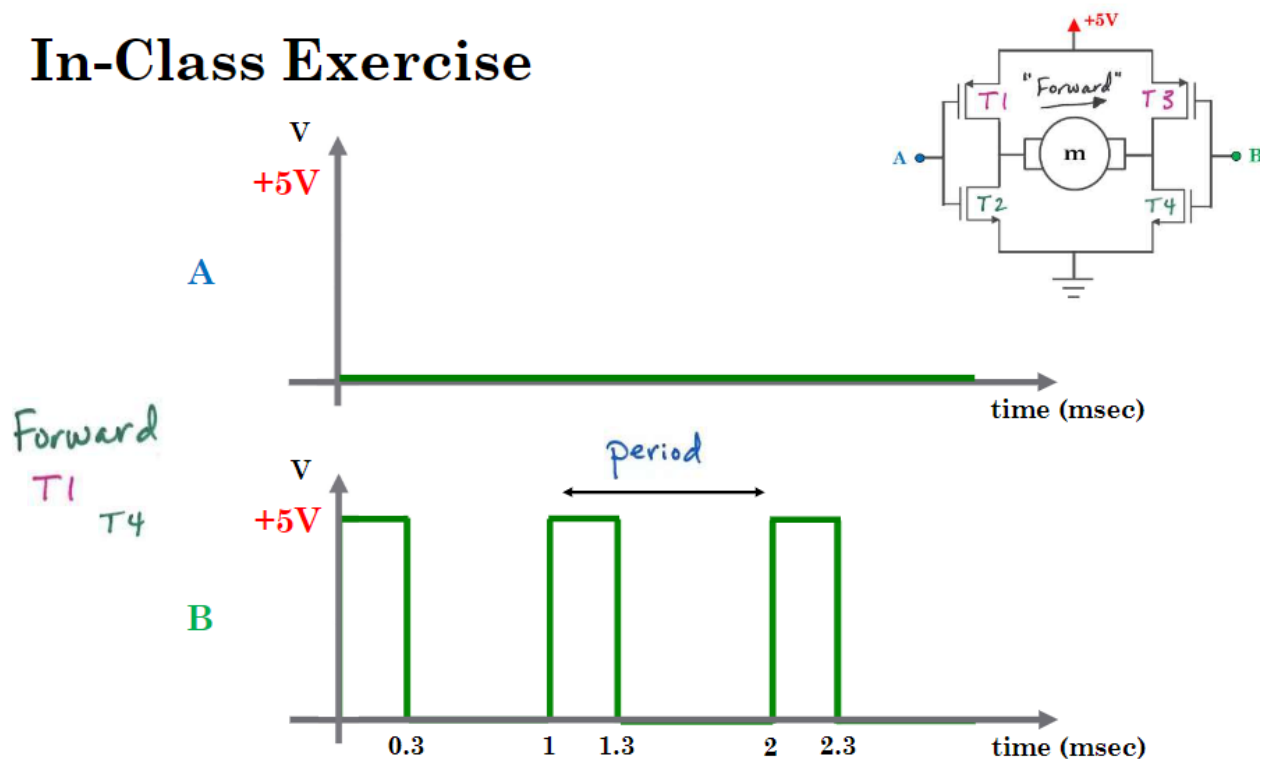 In-Class Exercise
+5V
"Forward"
T1
T3
A
m
B
T2
T4
V
+5V
A
time (msec)
Forward
T1
T4
period
V
+5V
B
0.3
1
1.3
2
2.3
time (msec)